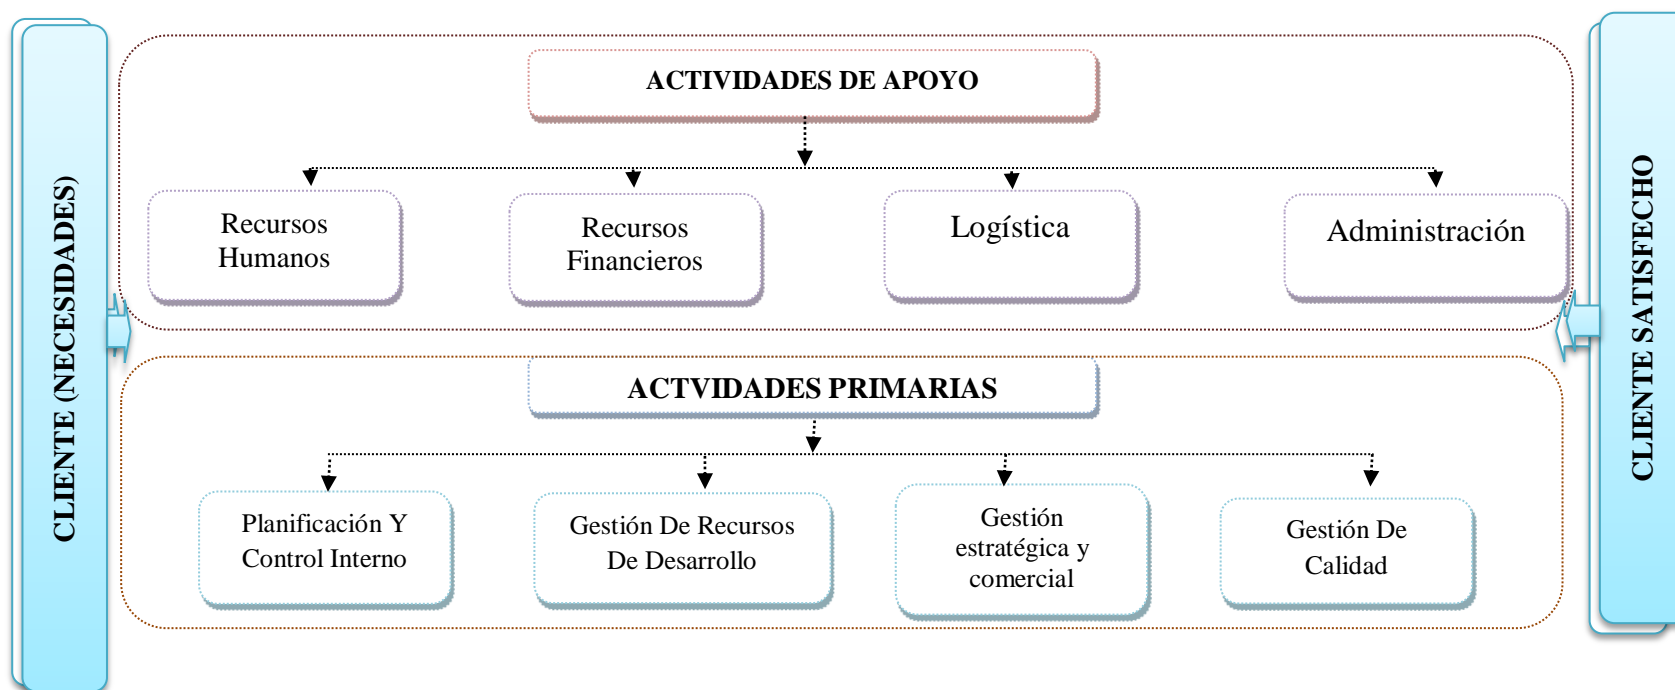 CLIENTE (NECESIDADES)
ACTIVIDADES DE APOYO
Recursos
Humanos
Recursos
Financieros
Logística
Administración
ACTVIDADES PRIMARIAS
Planificación Y
Control Interno
Gestión De Recursos
De Desarrollo
Gestión
estratégica y
comercial
Gestión De
Calidad
CLIENTE SATISFECHO